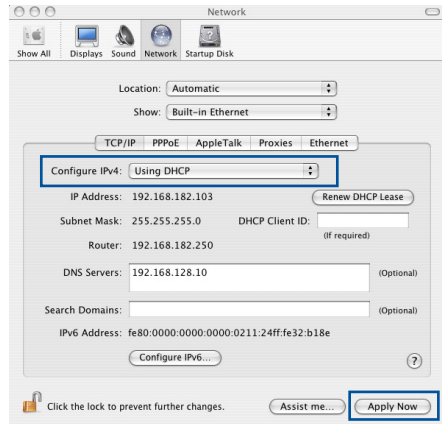 Network
Show All Displays Sound Network Startup Disk
Location: Automatic
Show: Built-in Ethernet
TCP/IP PPPoE AppleTalk Proxies Ethernet
Configure IPv4: Using DHCP
IP Address: 192.168.182.103 Renew DHCP Lease
Subnet Mask: 255.255.255.0 DHCP Client ID:
(If required)
Router: 192.168.182.250
DNS Servers: 192.168.128.10 (Optional)
Search Domains: (Optional)
IPv6 Address: fe80:0000:0000:0000:0211:24ff:fe32:b18e
Configure IPv6...
?
Click the lock to prevent further changes. Assist me... Apply Now